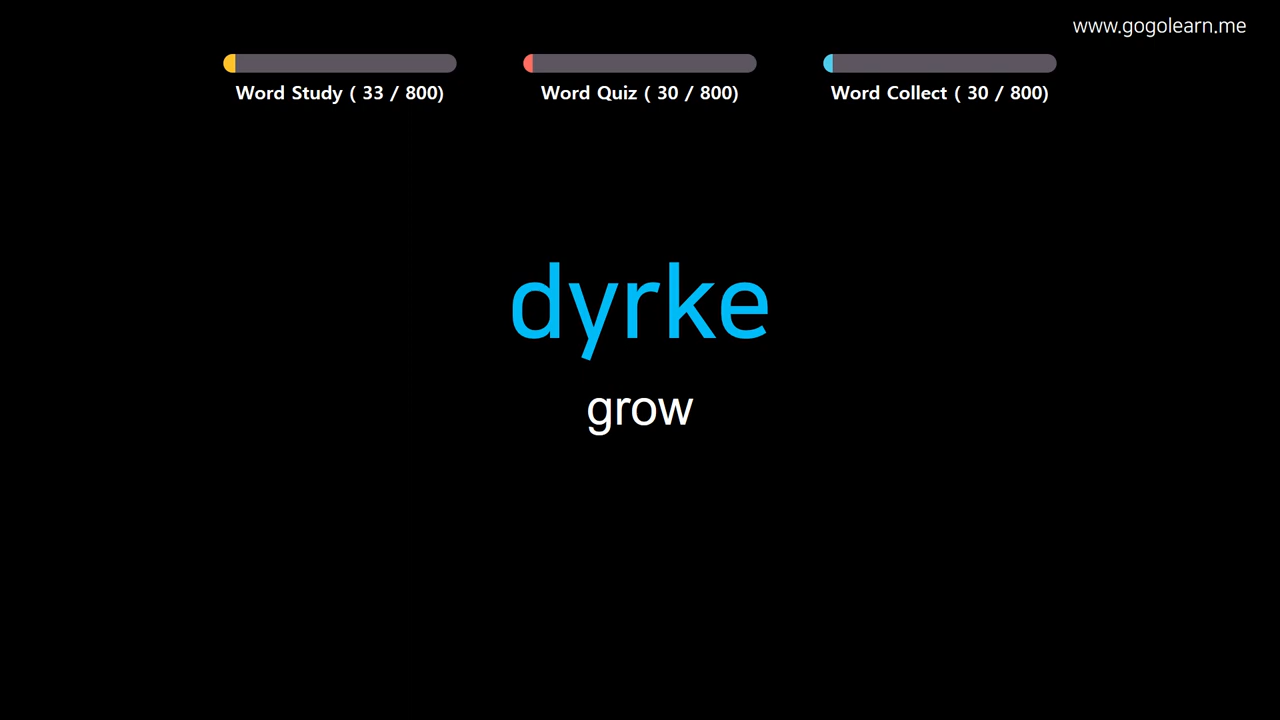 www.gogolearn.me
Word Study ( 33 / 800)
Word Quiz ( 30 / 800)
Word Collect ( 30 / 800)
dyrke
grow